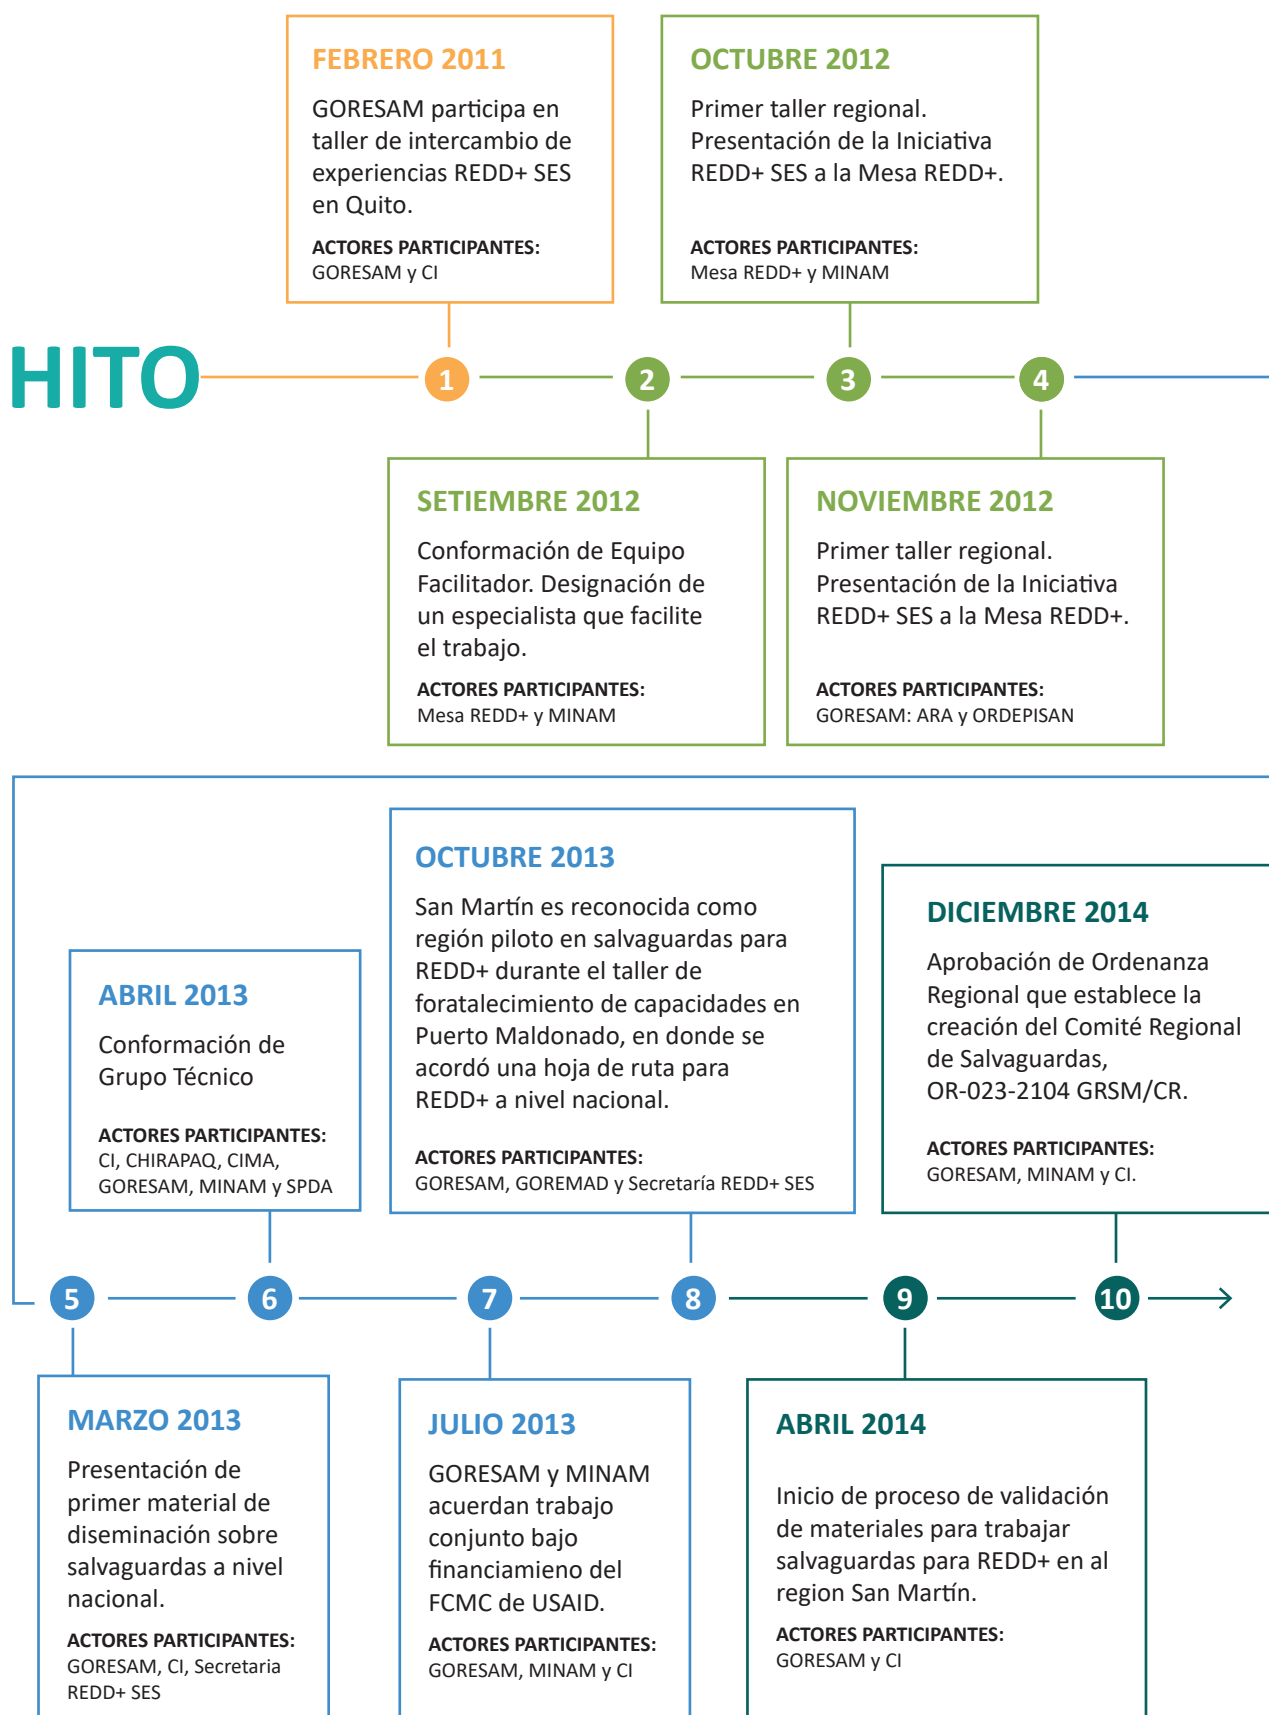 HITO
1
FEBRERO 2011
GORESAM participa en
taller de intercambio de
experiencias REDD+ SES
en Quito.
ACTORES PARTICIPANTES:
GORESAM y CI
2
SETIEMBRE 2012
Conformación de Equipo
Facilitador. Designación de
un especialista que facilite
el trabajo.
ACTORES PARTICIPANTES:
Mesa REDD+ y MINAM
3
OCTUBRE 2012
Primer taller regional.
Presentación de la Iniciativa
REDD+ SES a la Mesa REDD+.
ACTORES PARTICIPANTES:
Mesa REDD+ y MINAM
4
NOVIEMBRE 2012
Primer taller regional.
Presentación de la Iniciativa
REDD+ SES a la Mesa REDD+.
ACTORES PARTICIPANTES:
GORESAM: ARA y ORDEPISAN
5
MARZO 2013
Presentación de
primer material de
diseminación sobre
salvaguardas a nivel
nacional.
ACTORES PARTICIPANTES:
GORESAM, CI, Secretaria
REDD+ SES
6
ABRIL 2013
Conformación de
Grupo Técnico
ACTORES PARTICIPANTES:
CI, CHIRAPAQ, CIMA,
GORESAM, MINAM y SPDA
7
JULIO 2013
GORESAM y MINAM
acuerdan trabajo
conjunto bajo
financiamieno del
FCMC de USAID.
ACTORES PARTICIPANTES:
GORESAM, MINAM y CI
8
OCTUBRE 2013
San Martín es reconocida como
región piloto en salvaguardas para
REDD+ durante el taller de
foratalecimiento de capacidades en
Puerto Maldonado, en donde se
acordó una hoja de ruta para
REDD+ a nivel nacional.
ACTORES PARTICIPANTES:
GORESAM, GOREMAD y Secretaría REDD+ SES
9
ABRIL 2014
Inicio de proceso de validación
de materiales para trabajar
salvaguardas para REDD+ en al
region San Martín.
ACTORES PARTICIPANTES:
GORESAM y CI
10
DICIEMBRE 2014
Aprobación de Ordenanza
Regional que establece la
creación del Comité Regional
de Salvaguardas,
OR-023-2104 GRSM/CR.
ACTORES PARTICIPANTES:
GORESAM, MINAM y CI.